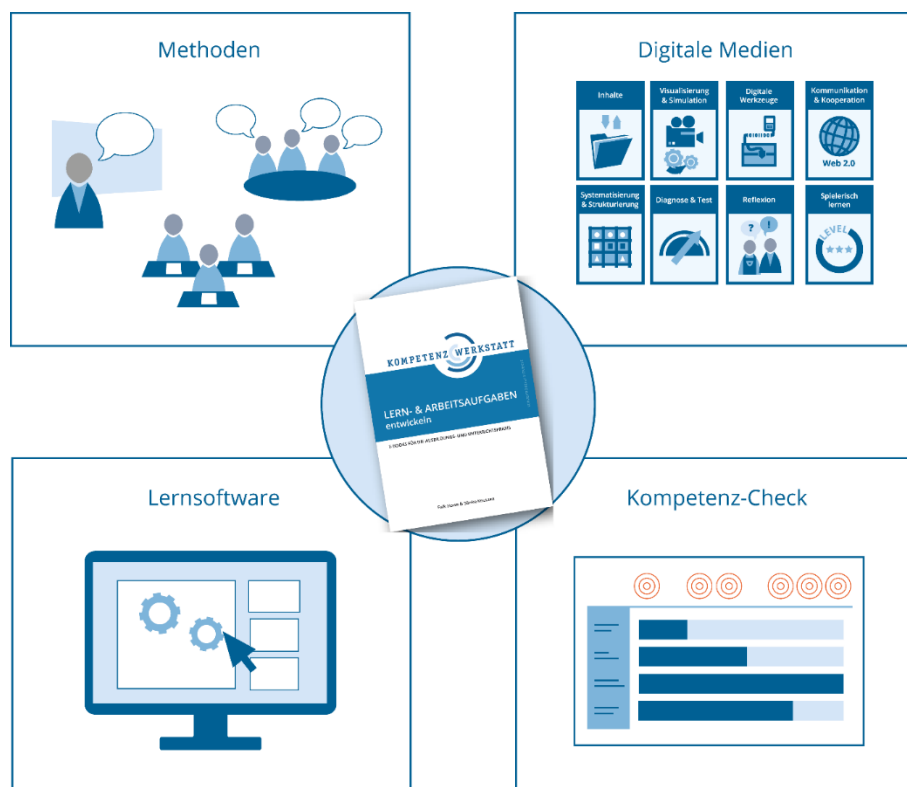 Methoden
Digitale Medien
Inhalte
Visualisierung
& Simulation
Digitale
Werkzeuge
Kommunikation
& Kooperation
Web 2.0
Systematisierung
& Strukturierung
Diagnose & Test
Reflexion
? !
Spielerisch
lernen
LEVEL
KOMPETENZ WERKSTATT
LERN- & ARBEITSAUFGABEN
entwickeln
Lernsoftware
Kompetenz-Check